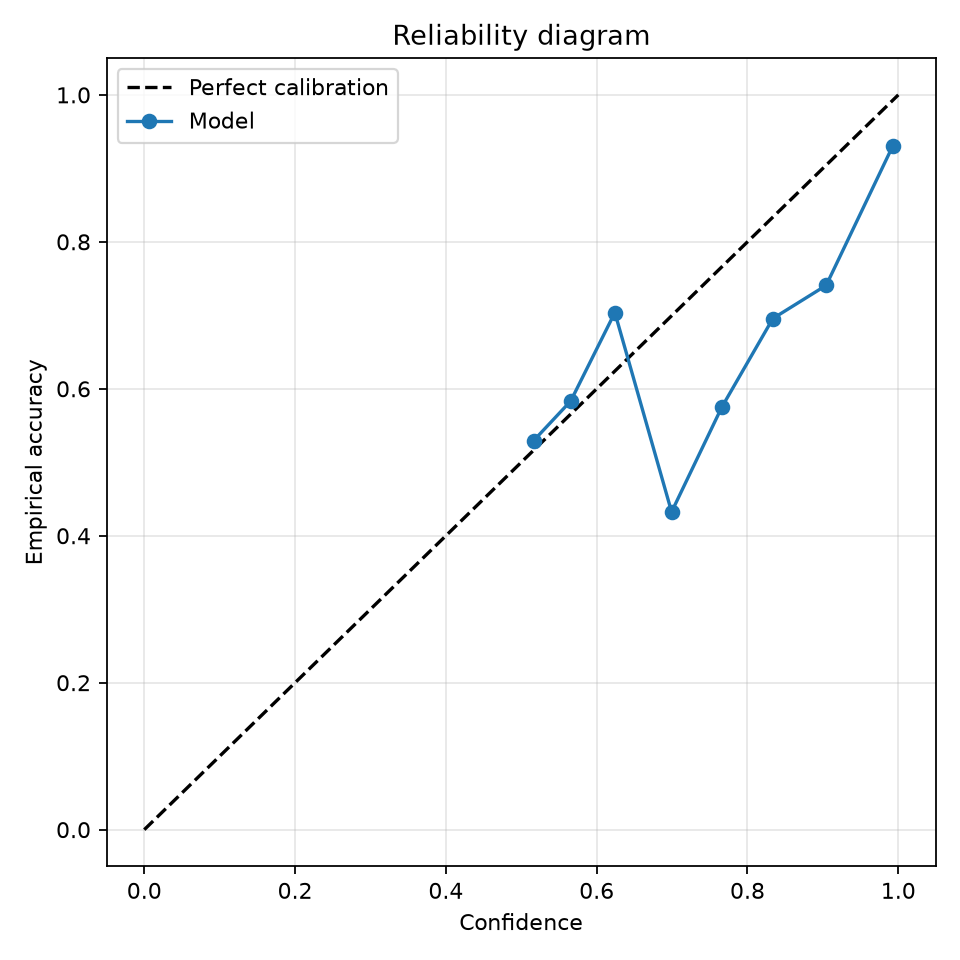 Reliability diagram
Perfect calibration
Model
Empirical accuracy
1.0
0.8
0.6
0.4
0.2
0.0
0.0 0.2 0.4 0.6 0.8 1.0
Confidence